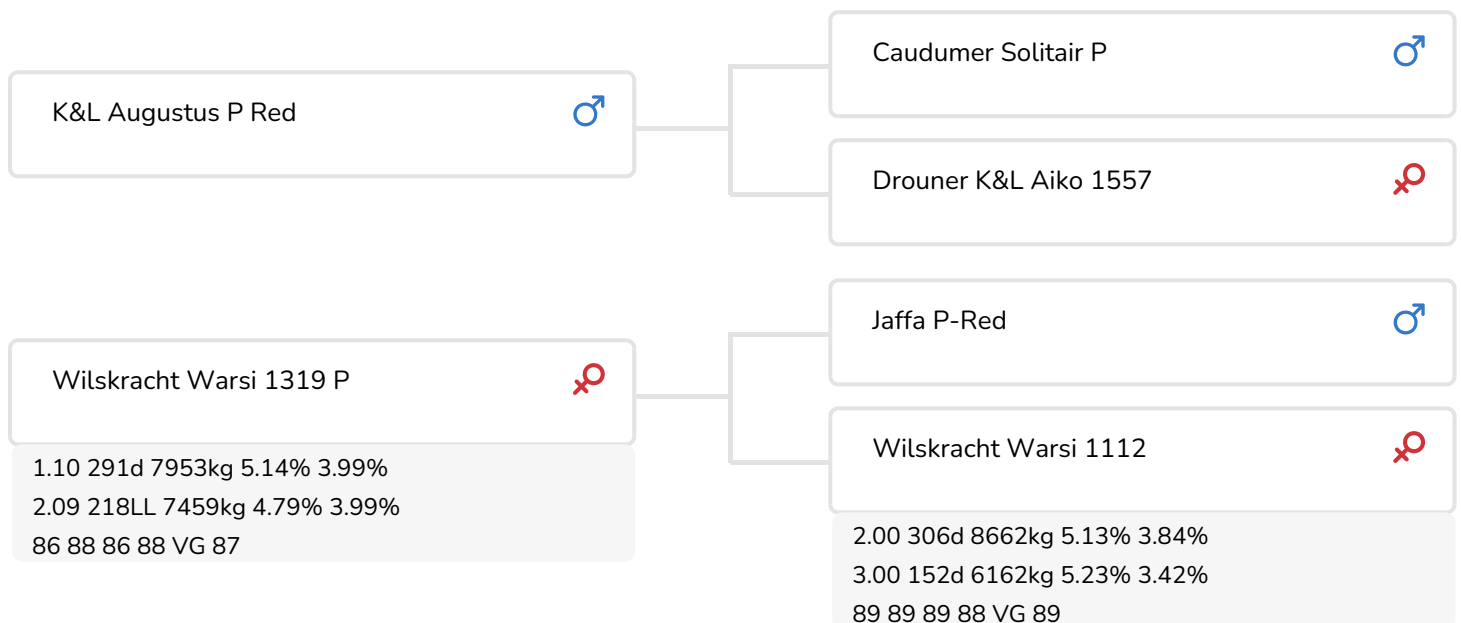 K&L Augustus P Red
Caudumer Solitair P
Drouner K&L Aiko 1557
Wilskracht Warsi 1319 P
1.10 291d 7953kg 5.14% 3.99%
2.09 218LL 7459kg 4.79% 3.99%
86 88 86 88 VG 87
Jaffa P-Red
Wilskracht Warsi 1112
2.00 306d 8662kg 5.13% 3.84%
3.00 152d 6162kg 5.23% 3.42%
89 89 89 88 VG 89